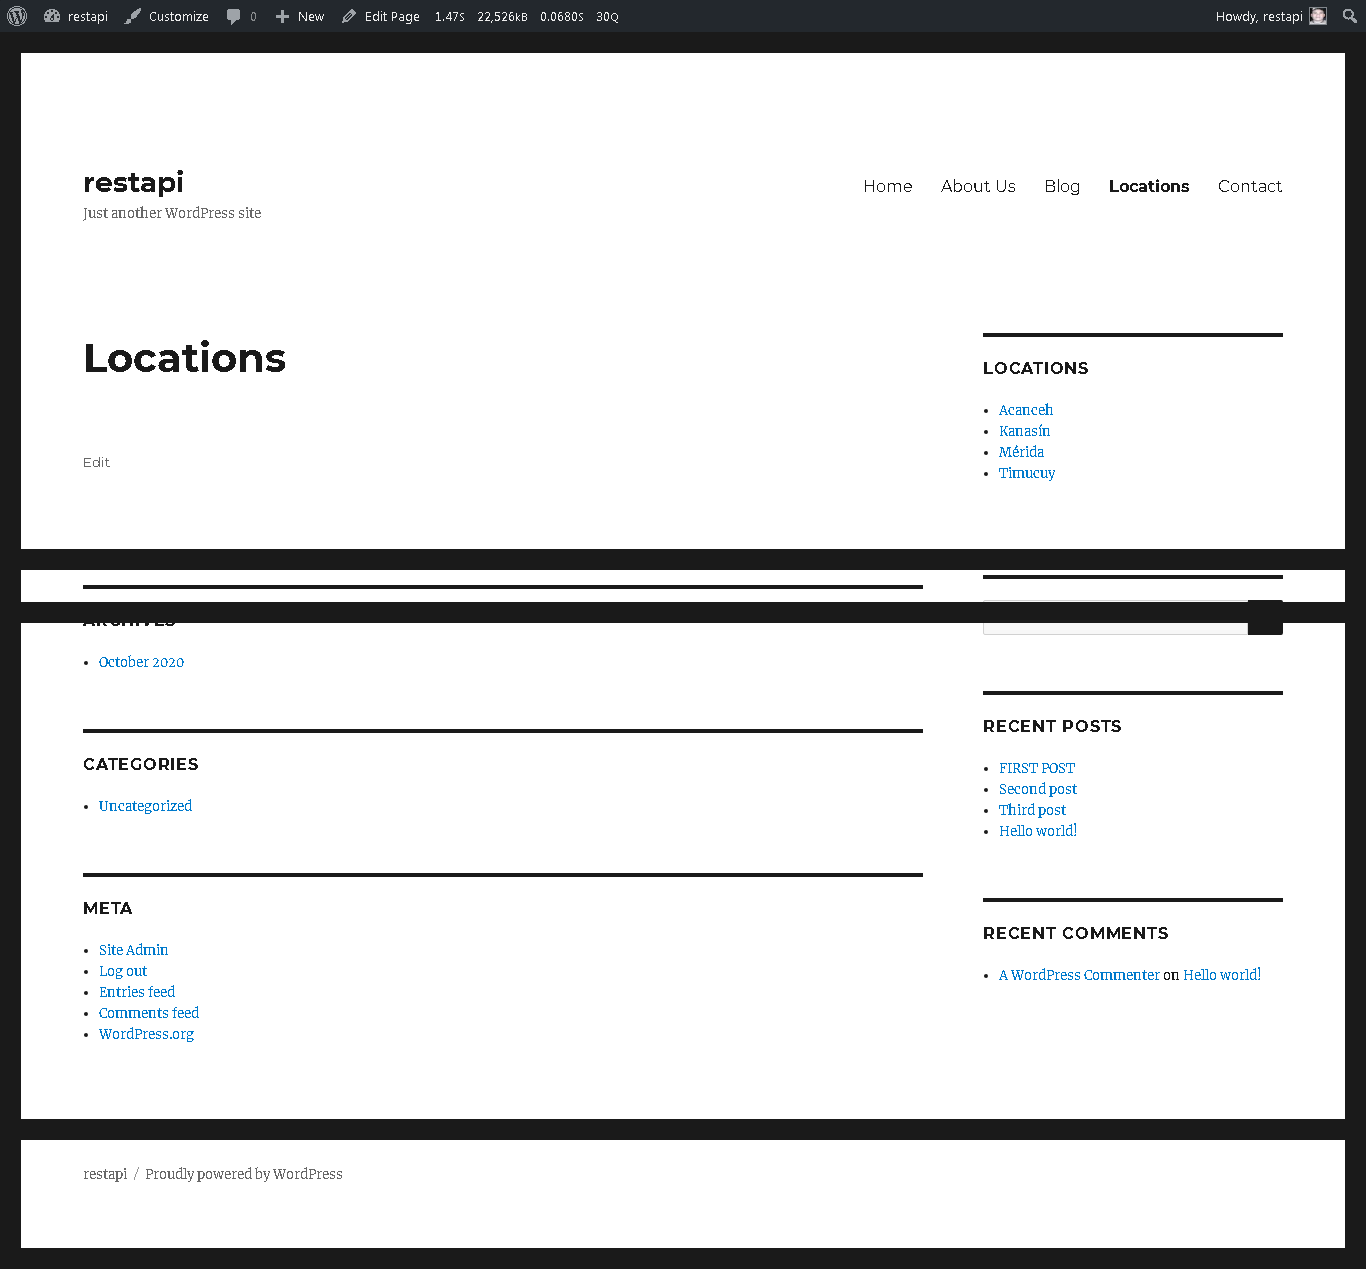 restapi Customize 0 New Edit Page 1.47S 22,526KB 0.0680S 30Q Howdy, restapi
restapi
Just another WordPress site
Home About Us Blog Locations Contact
Locations
Edit
LOCATIONS
Acanceh
Kanasín
Mérida
Timucuy
ARCHIVES
October 2020
CATEGORIES
Uncategorized
META
Site Admin
Log out
Entries feed
Comments feed
WordPress.org
RECENT POSTS
FIRST POST
Second post
Third post
Hello world!
RECENT COMMENTS
A WordPress Commenter on Hello world!
restapi / Proudly powered by WordPress